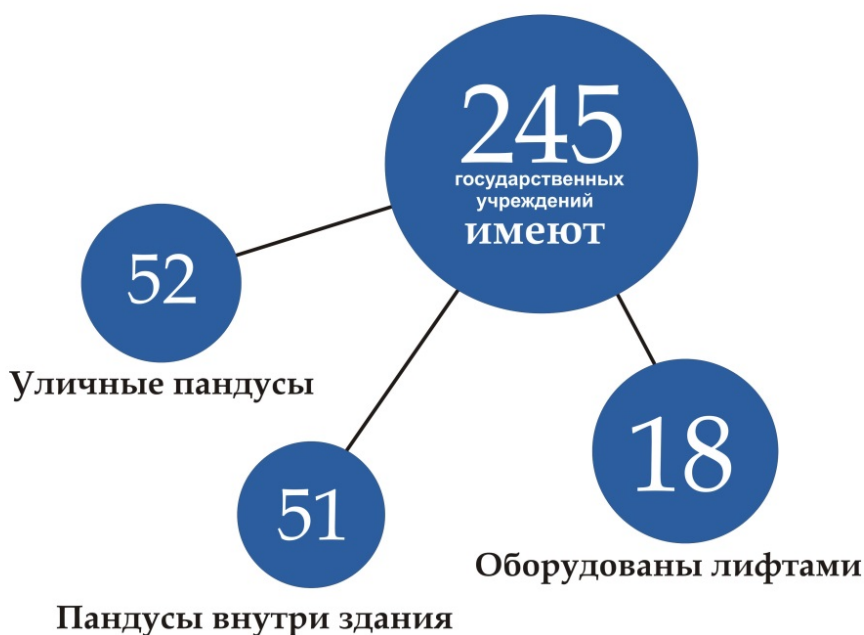 245
государственных
учреждений
имеют
52
Уличные пандусы
51
Пандусы внутри здания
18
Оборудованы лифтами